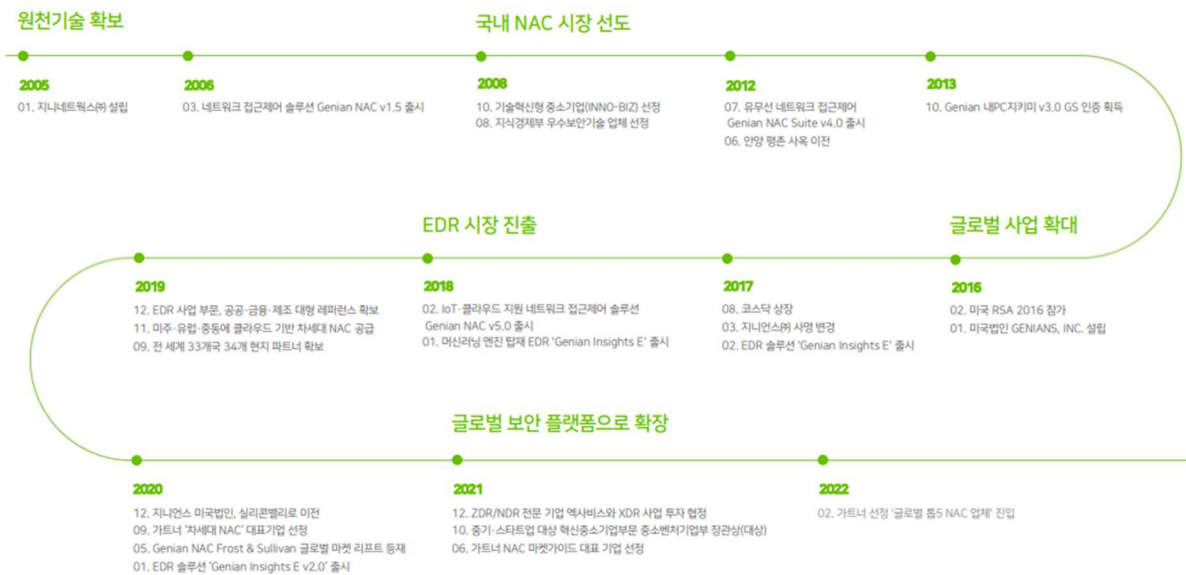 원천기술 확보
국내 NAC 시장 선도
2005
01. 지니네트웍스㈜ 설립
2006
03. 네트워크 접근제어 솔루션 Genian NAC v1.5 출시
2008
10. 기술혁신형 중소기업(INNO-BIZ) 선정
08. 지식경제부 우수보안기술 업체 선정
2012
07. 유무선 네트워크 접근제어
Genian NAC Suite v4.0 출시
06. 안양 평촌 사옥 이전
2013
10. Genian 내PC지키미 v3.0 GS 인증 획득
EDR 시장 진출
글로벌 사업 확대
2019
12. EDR 사업 부문, 공공·금융·제조 대형 레퍼런스 확보
11. 미주·유럽·중동에 클라우드 기반 차세대 NAC 공급
09. 전 세계 33개국 34개 현지 파트너 확보
2018
02. IoT·클라우드 지원 네트워크 접근제어 솔루션
Genian NAC v5.0 출시
01. 머신러닝 엔진 탑재 EDR 'Genian Insights E' 출시
2017
08. 코스닥 상장
03. 지니언스㈜ 사명 변경
02. EDR 솔루션 'Genian Insights E' 출시
2016
02. 미국 RSA 2016 참가
01. 미국법인 GENIANS, INC. 설립
글로벌 보안 플랫폼으로 확장
2020
12. 지니언스 미국법인, 실리콘밸리로 이전
09. 가트너 '차세대 NAC' 대표기업 선정
05. Genian NAC Frost & Sullivan 글로벌 마켓 리프트 등재
01. EDR 솔루션 'Genian Insights E v2.0' 출시
2021
12. ZDR/NDR 전문 기업 엑사비스와 XDR 사업 투자 협정
10. 중기·스타트업 대상 혁신중소기업부문 중소벤처기업부 장관상(대상)
06. 가트너 NAC 마켓가이드 대표 기업 선정
2022
02. 가트너 선정 '글로벌 톱5 NAC 업체' 진입